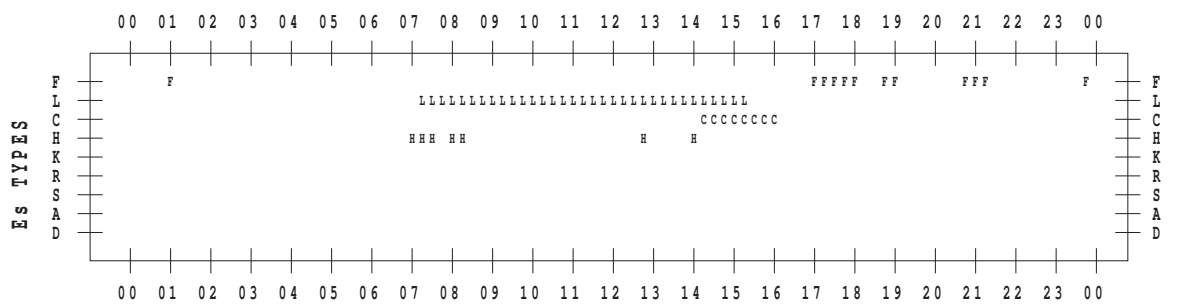 00 01 02 03 04 05 06 07 08 09 10 11 12 13 14 15 16 17 18 19 20 21 22 23 00
F F FFFFF FF FFF F F
L LLLLLLLLLLLLLLLLLLLLLLLLLLLLLLLLL L
C CCCCCCCC C
H HHH HH H H H
K K
R R
S S
A A
D D
Es TYPES
00 01 02 03 04 05 06 07 08 09 10 11 12 13 14 15 16 17 18 19 20 21 22 23 00